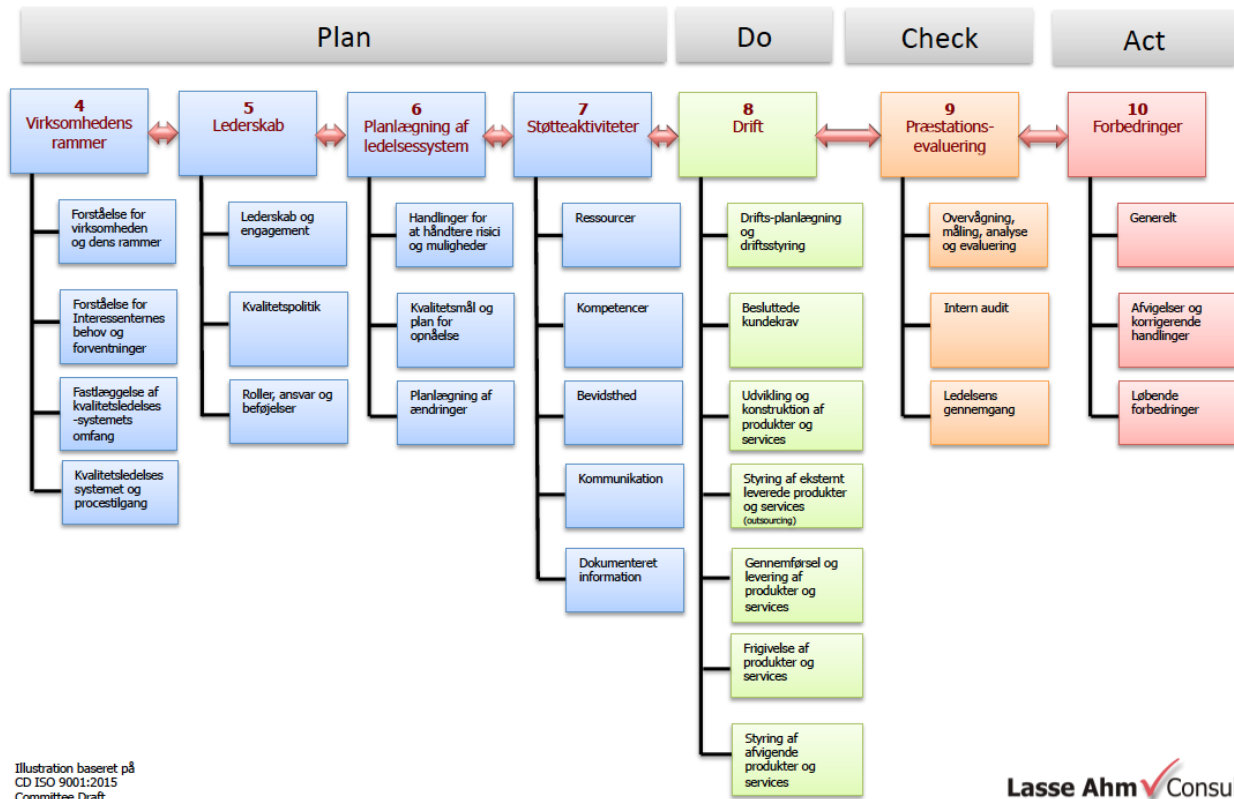 Plan
Do
Check
Act
4
Virksomhedens
rammer
5
Lederskab
6
Planlægning af
ledelsessystem
7
Støtteaktiviteter
8
Drift
9
Præstations-
evaluering
10
Forbedringer
Forståelse for
virksomheden
og dens rammer
Forståelse for
Interessenternes
behov og
forventninger
Fastlæggelse af
kvalitetsledelses
-systemets
omfang
Kvalitetsledelses
systemet og
procestilgang
Lederskab og
engagement
Kvalitetspolitik
Roller, ansvar og
beføjelser
Handlinger for
at håndtere risici
og muligheder
Kvalitetsmål og
plan for
opnåelse
Planlægning af
ændringer
Ressourcer
Kompetencer
Bevidsthed
Kommunikation
Dokumenteret
information
Drifts-planlægning
og
driftsstyring
Besluttede
kundekrav
Udvikling og
konstruktion af
produkter og
services
Styring af eksternt
leverede produkter
og services
(outsourcing)
Gennemførsel og
levering af
produkter og
services
Frigivelse af
produkter og
services
Styring af
afvigende
produkter og
services
Overvågning,
måling, analyse
og evaluering
Intern audit
Ledelsens
gennemgang
Generelt
Afvigelser og
korrigerende
handlinger
Løbende
forbedringer
Illustration baseret på
CD ISO 9001:2015
Committee Draft
Lasse Ahm Consul